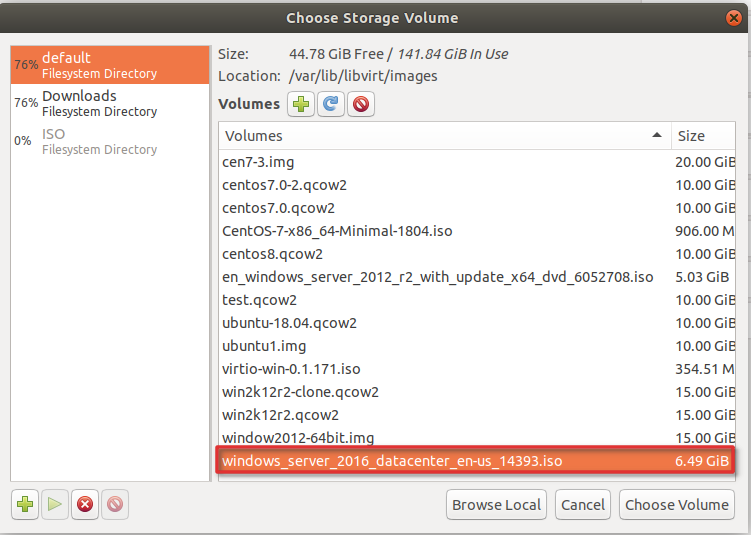 Choose Storage Volume
76% default
Filesystem Directory
76% Downloads
Filesystem Directory
0% ISO
Filesystem Directory
Size: 44.78 GiB Free / 141.84 GiB In Use
Location: /var/lib/libvirt/images
Volumes
Volumes Size
cen7-3.img 20.00 GiB
centos7.0-2.qcow2 10.00 GiB
centos7.0.qcow2 10.00 GiB
CentOS-7-x86_64-Minimal-1804.iso 906.00 M
centos8.qcow2 10.00 GiB
en_windows_server_2012_r2_with_update_x64_dvd_6052708.iso 5.03 GiB
test.qcow2 10.00 GiB
ubuntu-18.04.qcow2 10.00 GiB
ubuntu1.img 10.00 GiB
virtio-win-0.1.171.iso 354.51 M
win2k12r2-clone.qcow2 15.00 GiB
win2k12r2.qcow2 15.00 GiB
window2012-64bit.img 15.00 GiB
windows_server_2016_datacenter_en-us_14393.iso 6.49 GiB
Browse Local Cancel Choose Volume